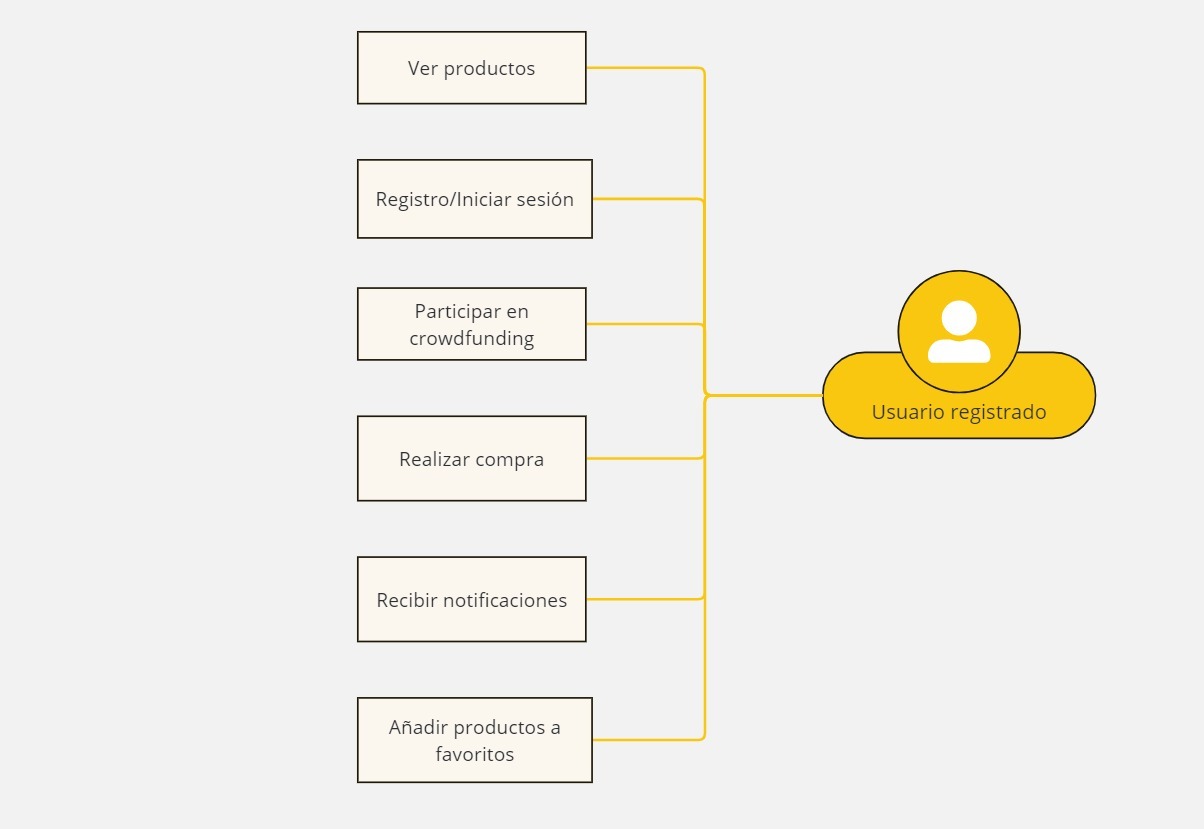 Ver productos
Registro/Iniciar sesión
Participar en
crowdfunding
Realizar compra
Recibir notificaciones
Añadir productos a
favoritos
Usuario registrado